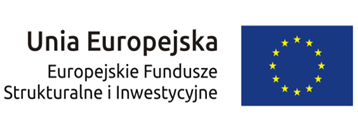 Unia Europejska
Europejskie Fundusze
Strukturalne i Inwestycyjne